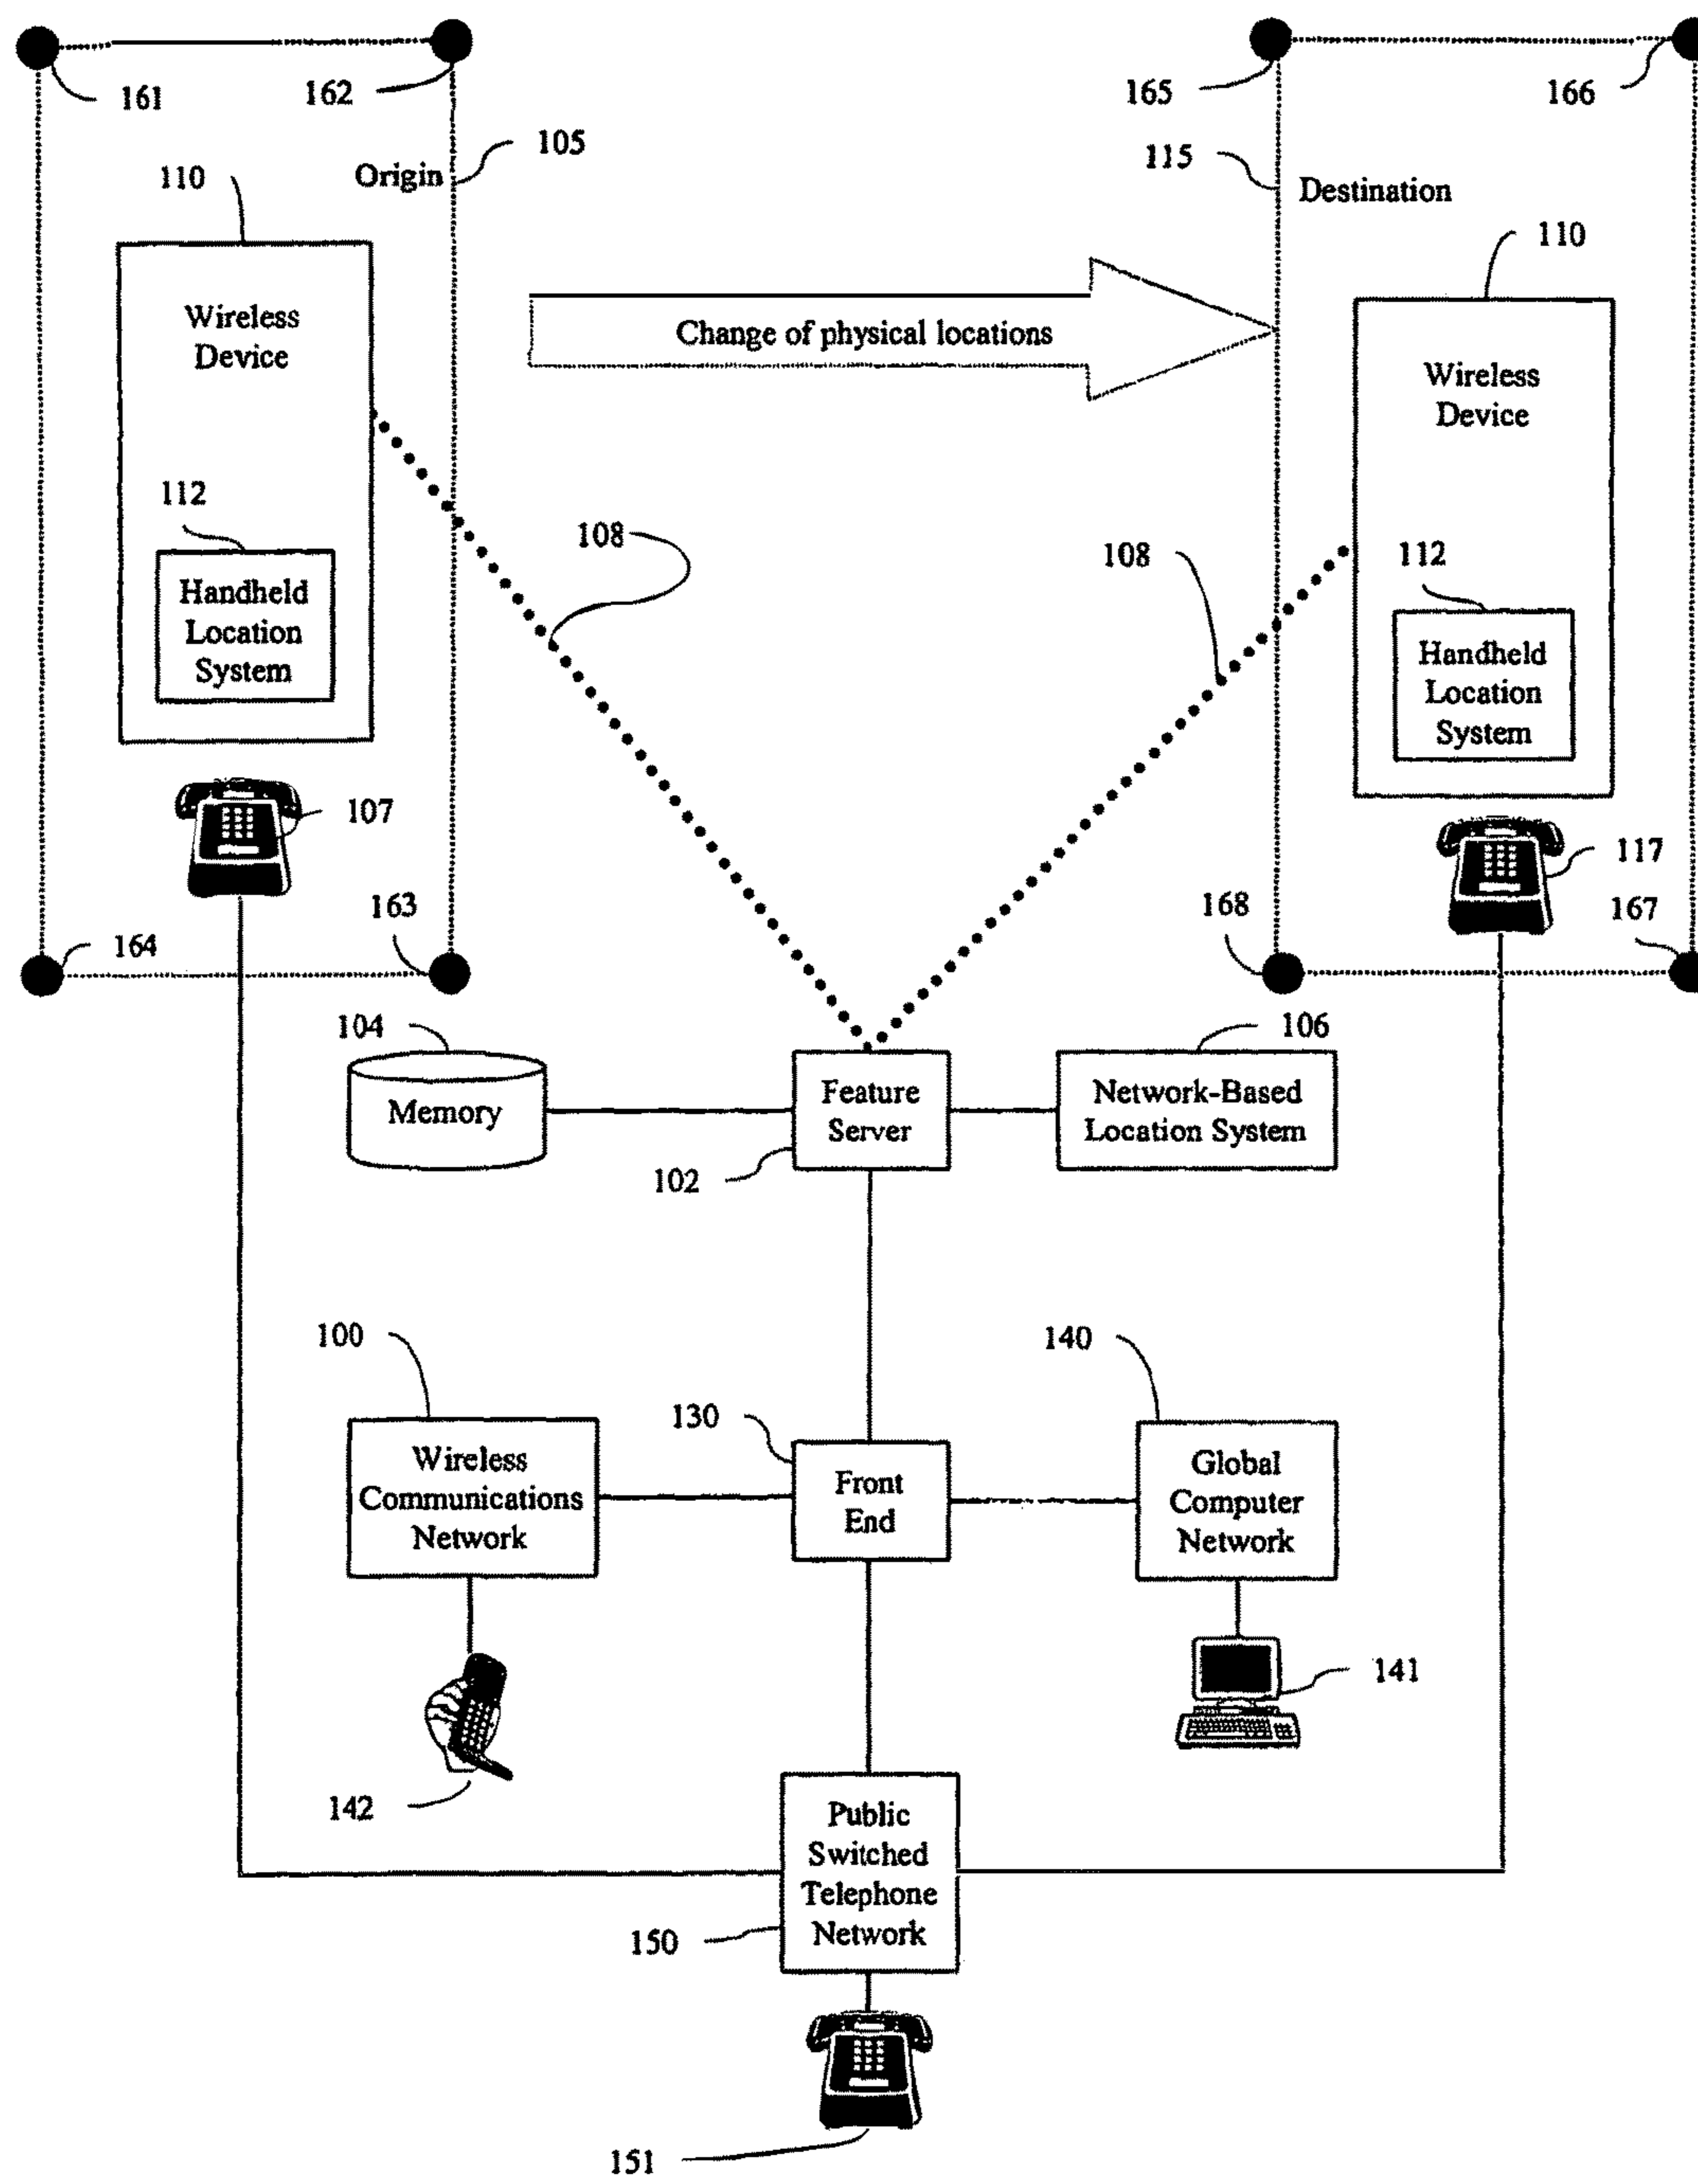 161
162
165
166
105
115
110
Origin
Destination
110
Wireless
Device
Change of physical locations
Wireless
Device
112
108
108
112
Handheld
Location
System
Handheld
Location
System
107
117
163
168
167
164
104
106
Memory
Feature
Server
Network-Based
Location System
102
100
140
130
Wireless
Communications
Network
Front
End
Global
Computer
Network
141
142
Public
Switched
Telephone
Network
150
151